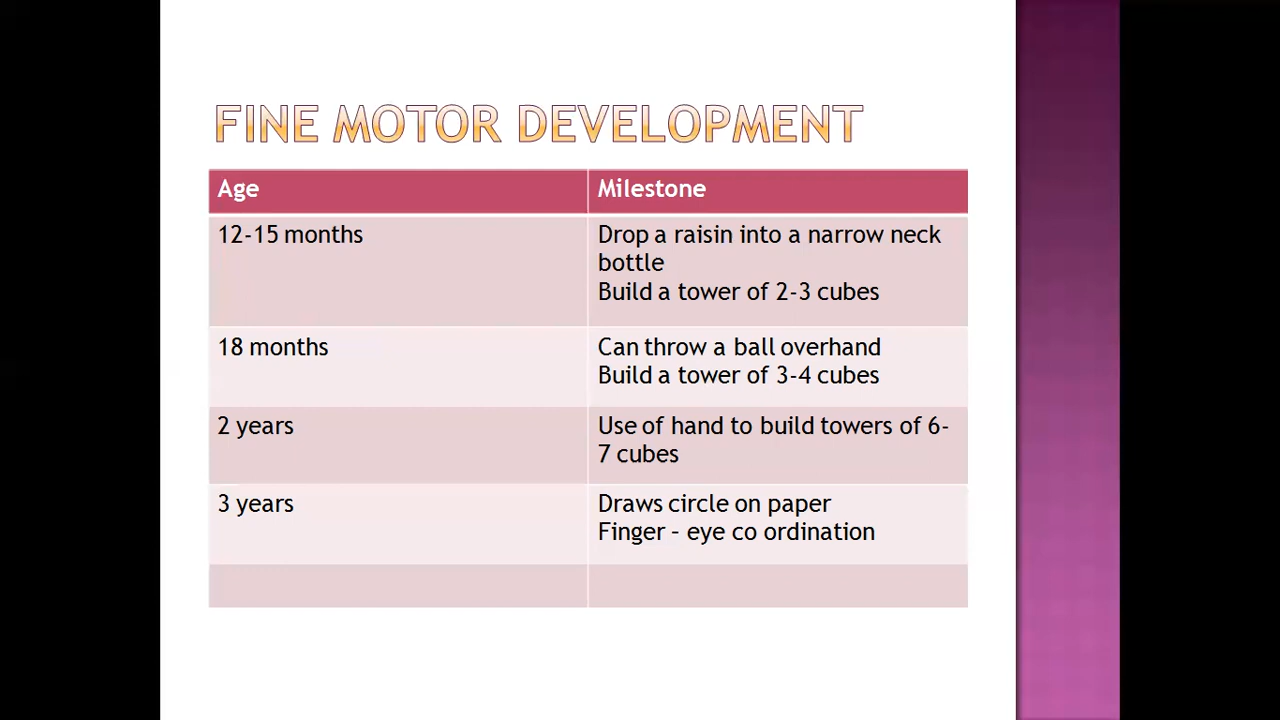 FINE MOTOR DEVELOPMENT
Age
Milestone
12-15 months
Drop a raisin into a narrow neck
bottle
Build a tower of 2-3 cubes
18 months
Can throw a ball overhand
Build a tower of 3-4 cubes
2 years
Use of hand to build towers of 6-
7 cubes
3 years
Draws circle on paper
Finger – eye co ordination